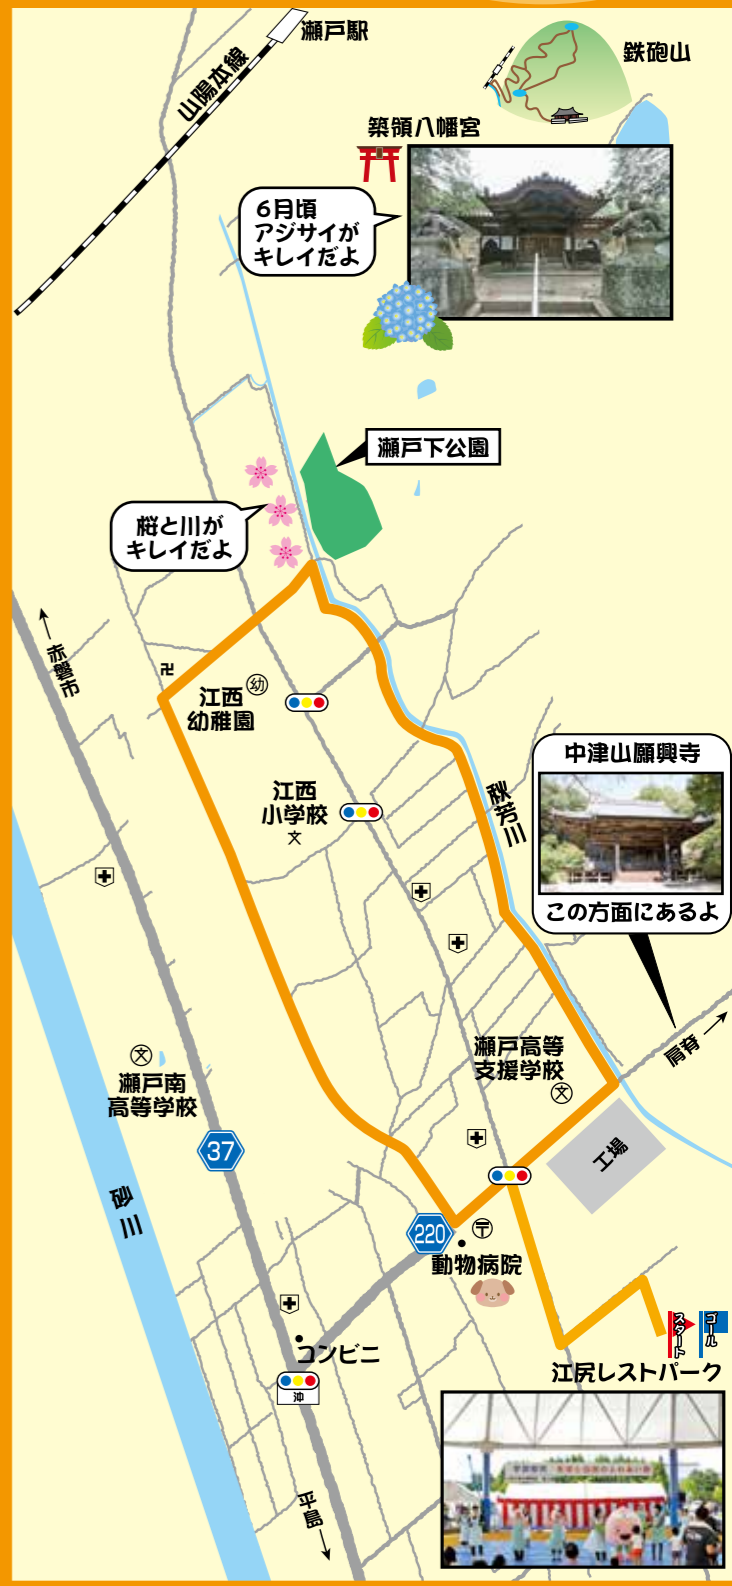 瀬戸駅
山陽本線
鉄砲山
築領八幡宮
6月頃
アジサイが
キレイだよ
瀬戸下公園
桜と川が
キレイだよ
赤磐市
卍
江西
幼稚園
幼
江西
小学校
文
秋芳川
中津山願興寺
この方面にあるよ
肩脊
瀬戸高等
支援学校
文
文
瀬戸南
高等学校
37
工場
砂川
220
〒
動物病院
コンビニ
沖
スタート
ゴール
江尻レストパーク
平島